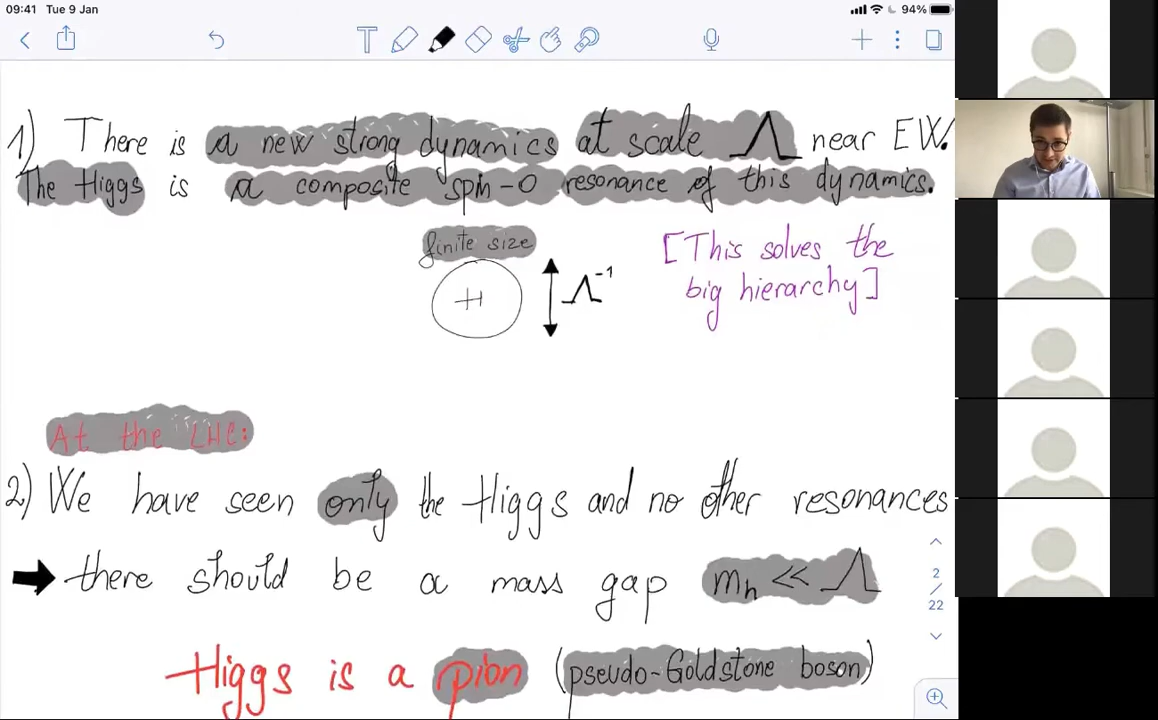 09:41 Tue 9 Jan
94%
1) There is a new strong dynamics at scale Λ near EW.
The Higgs is a composite spin-0 resonance of this dynamics.
finite size
H
Λ⁻¹
[This solves the
big hierarchy]
At the LHC:
2) We have seen only the Higgs and no other resonances
➡ there should be a mass gap mₕ << Λ
Higgs is a pion (pseudo-Goldstone boson)
2
/
22